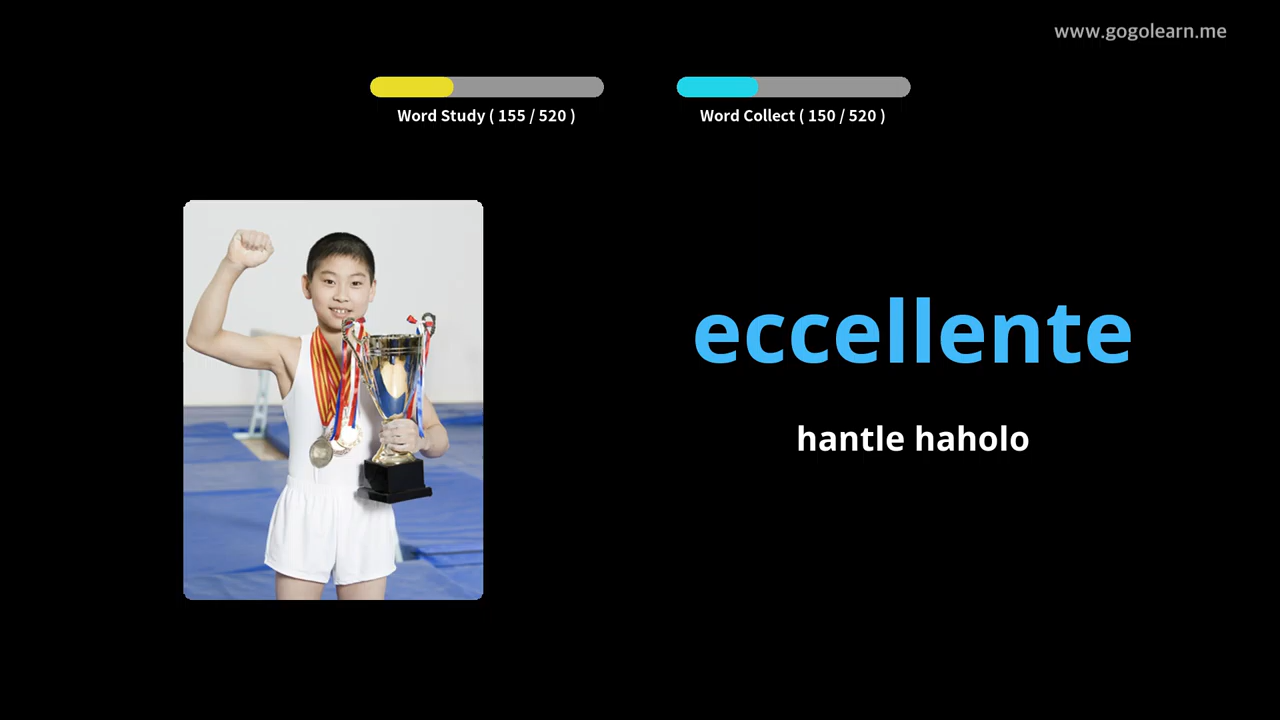 www.gogolearn.me
Word Study ( 155 / 520 )
Word Collect ( 150 / 520 )
eccellente
hantle haholo